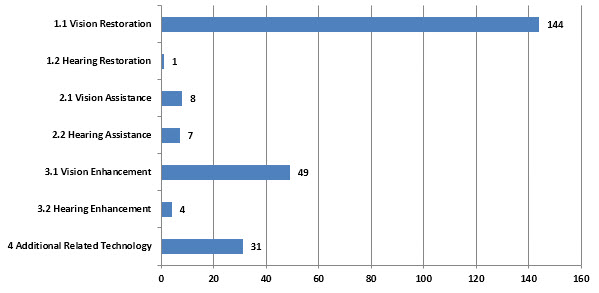 1.1 Vision Restoration 144
1.2 Hearing Restoration 1
2.1 Vision Assistance 8
2.2 Hearing Assistance 7
3.1 Vision Enhancement 49
3.2 Hearing Enhancement 4
4 Additional Related Technology 31
0 20 40 60 80 100 120 140 160